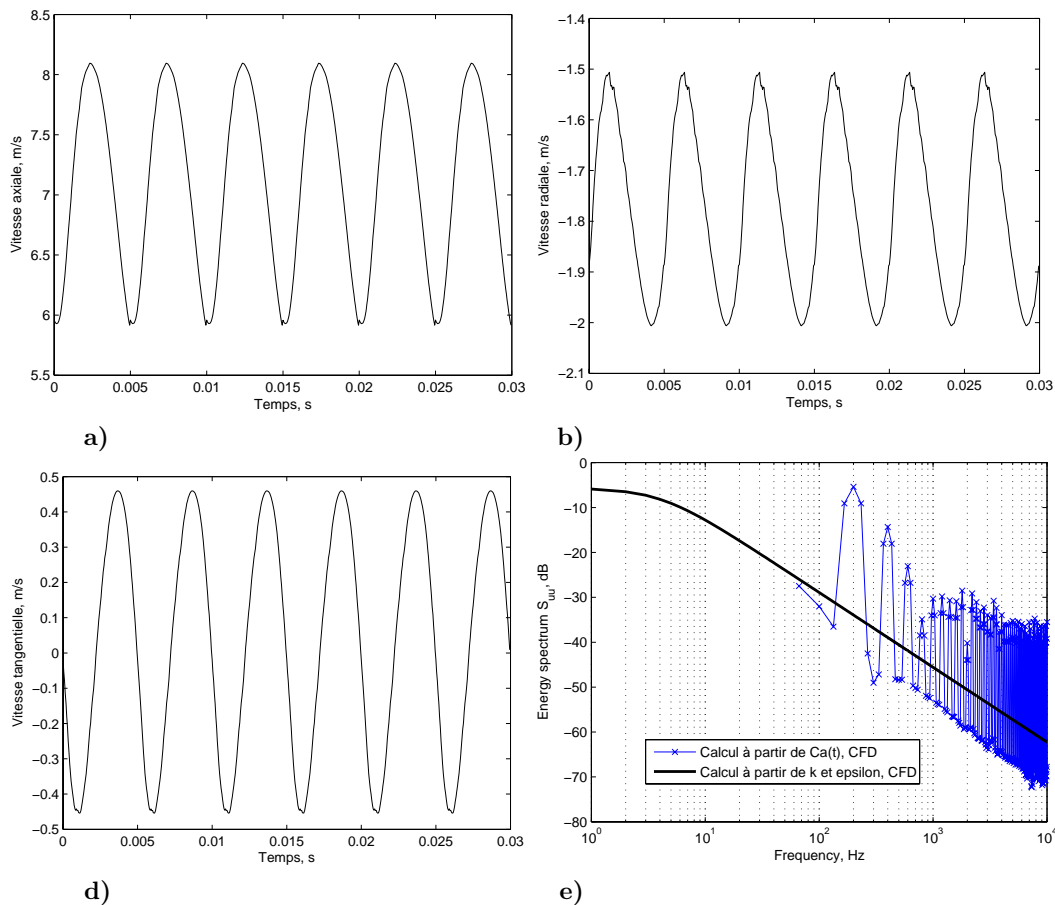 8.5
8
7.5
7
6.5
6
5.5
Vitesse axiale, m/s
0 0.005 0.01 0.015 0.02 0.025 0.03
Temps, s
a)
−1.4
−1.5
−1.6
−1.7
−1.8
−1.9
−2
−2.1
Vitesse radiale, m/s
0 0.005 0.01 0.015 0.02 0.025 0.03
Temps, s
b)
0.5
0.4
0.3
0.2
0.1
0
−0.1
−0.2
−0.3
−0.4
−0.5
Vitesse tangentielle, m/s
0 0.005 0.01 0.015 0.02 0.025 0.03
Temps, s
d)
0
−10
−20
−30
−40
−50
−60
−70
−80
Energy spectrum S_uu, dB
Calcul à partir de Ca(t), CFD
Calcul à partir de k et epsilon, CFD
10^0 10^1 10^2 10^3 10^4
Frequency, Hz
e)